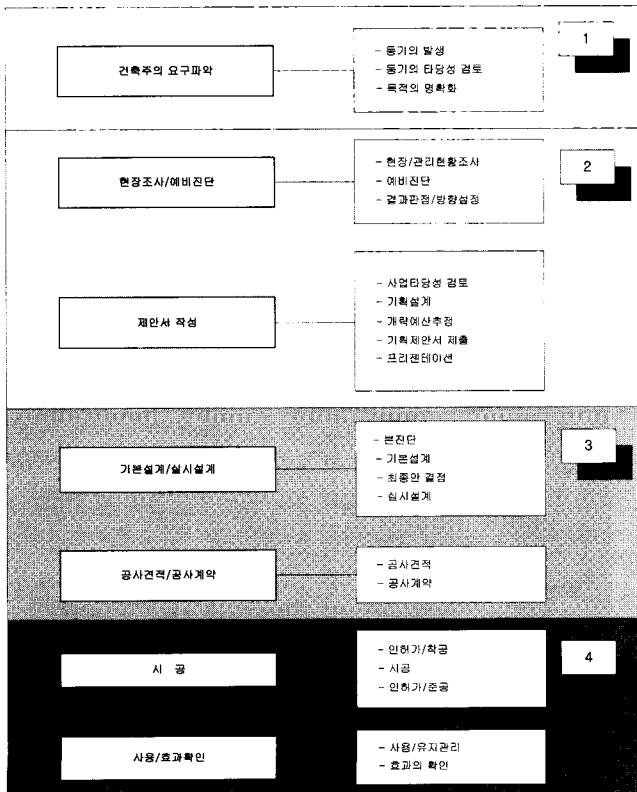 1
건축주의 요구파악
- 동기의 발생
- 동기의 타당성 검토
- 목적의 명확화
2
현장조사/예비진단
- 현장/관리현황조사
- 예비진단
- 결과판정/방향설정
제안서 작성
- 사업타당성 검토
- 기획설계
- 개략예산추정
- 기획제안서 제출
- 프리젠테이션
3
기본설계/실시설계
- 본진단
- 기본설계
- 최종안 결정
- 실시설계
공사견적/공사계약
- 공사견적
- 공사계약
4
시 공
- 인허가/착공
- 시공
- 인허가/준공
사용/효과확인
- 사용/유지관리
- 효과의 확인